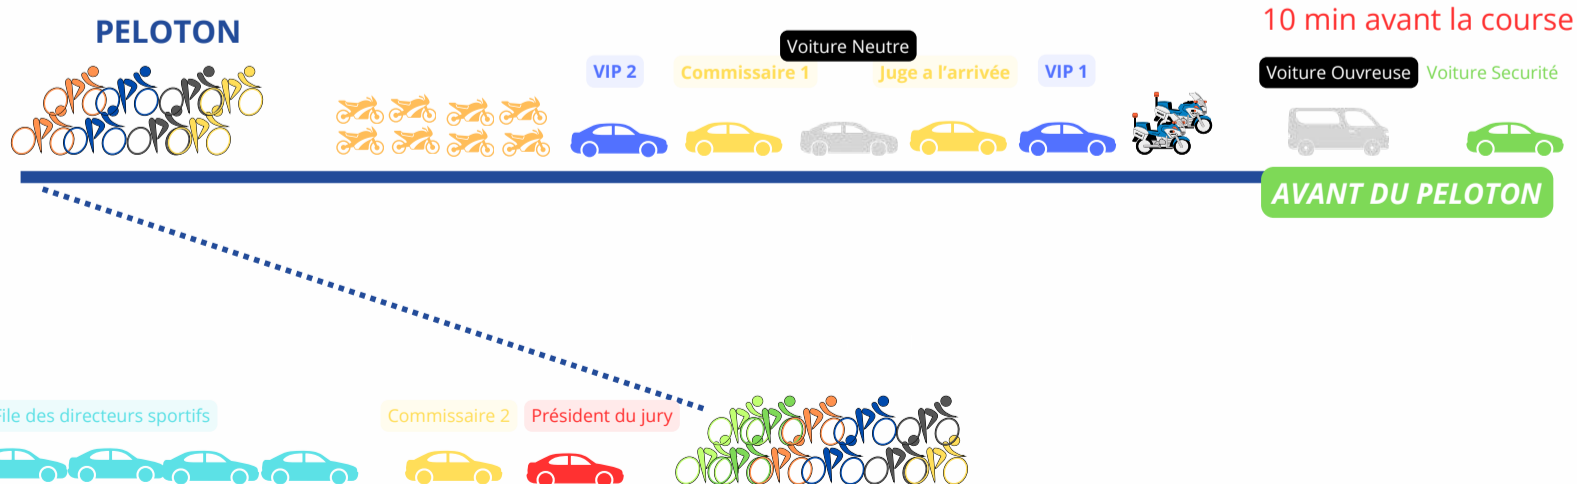 PELOTON
10 min avant la course
Voiture Neutre
VIP 2
Commissaire 1
Juge a l'arrivée
VIP 1
Voiture Ouvreuse
Voiture Securité
AVANT DU PELOTON
File des directeurs sportifs
Commissaire 2
Président du jury